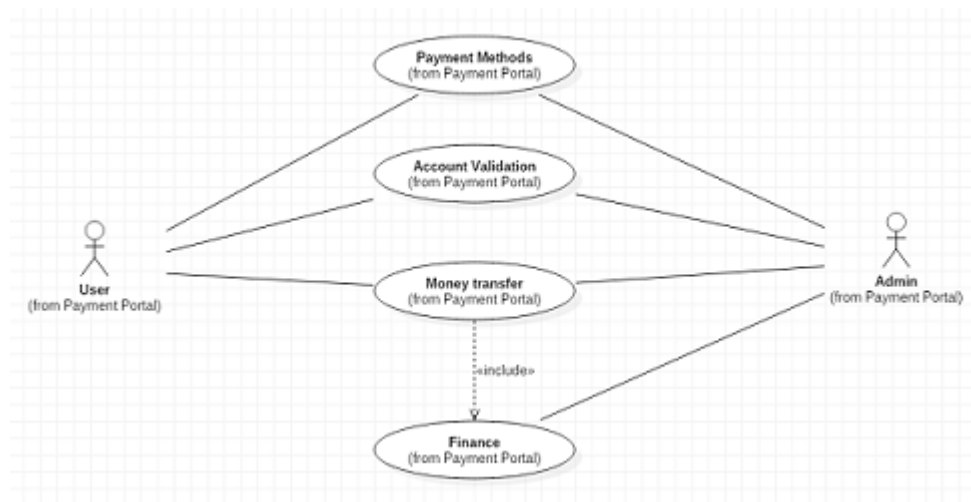 Payment Methods
(from Payment Portal)
Account Validation
(from Payment Portal)
User
(from Payment Portal)
Money transfer
(from Payment Portal)
Admin
(from Payment Portal)
«include»
Finance
(from Payment Portal)